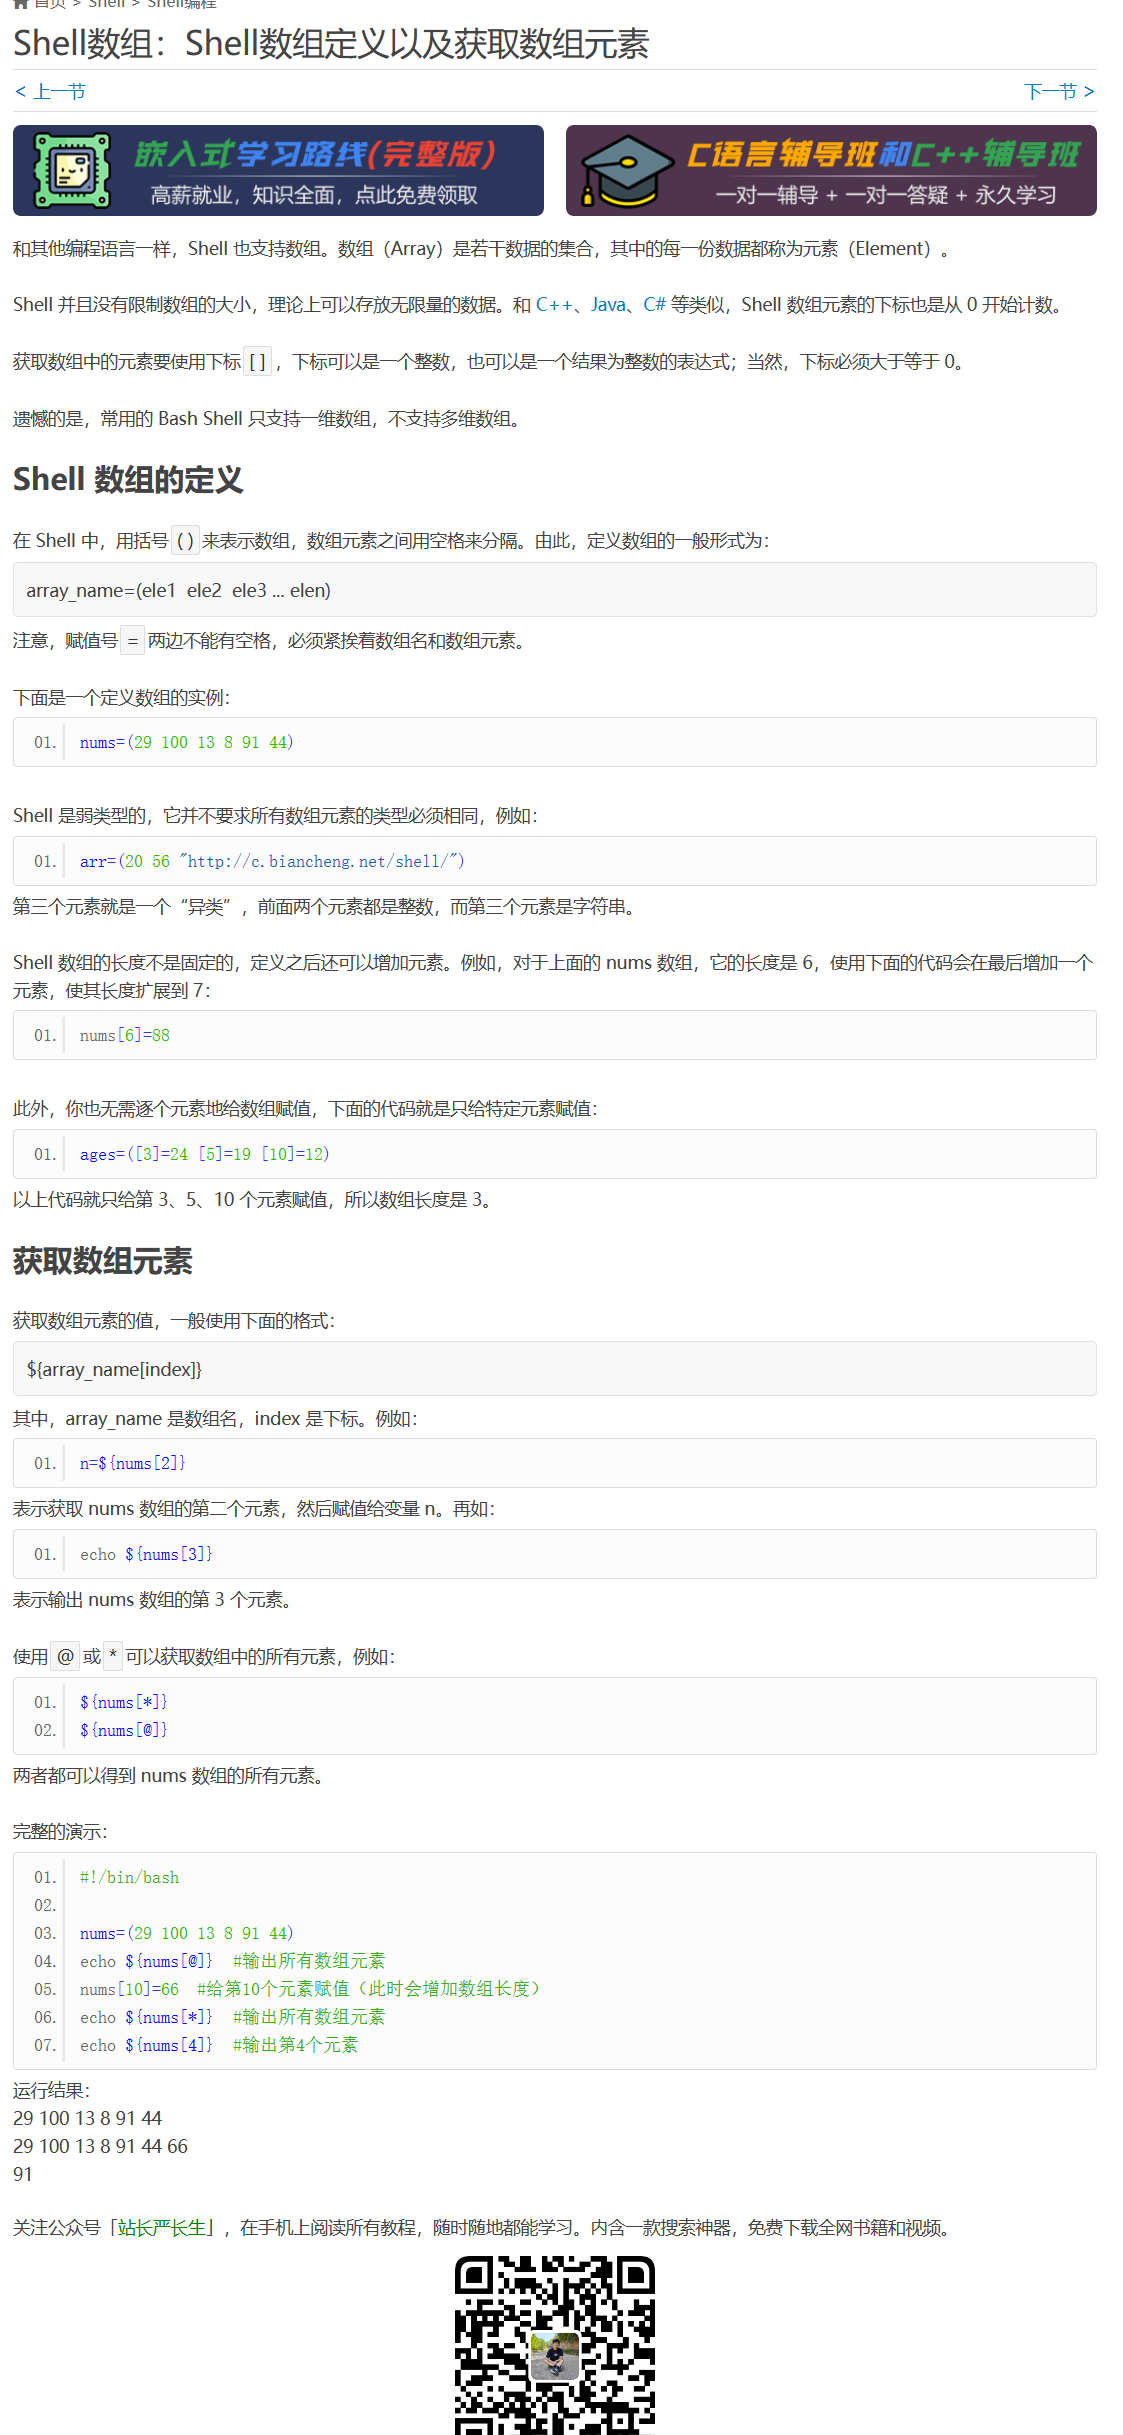 首页 > Shell > Shell编程
Shell数组：Shell数组定义以及获取数组元素
< 上一节
下一节 >
嵌入式学习路线(完整版)
高薪就业，知识全面，点此免费领取
C语言辅导班和C++辅导班
一对一辅导 + 一对一答疑 + 永久学习
和其他编程语言一样，Shell 也支持数组。数组（Array）是若干数据的集合，其中的每一份数据都称为元素（Element）。
Shell 并且没有限制数组的大小，理论上可以存放无限量的数据。和 C++、Java、C# 等类似，Shell 数组元素的下标也是从 0 开始计数。
获取数组中的元素要使用下标[ ]，下标可以是一个整数，也可以是一个结果为整数的表达式；当然，下标必须大于等于 0。
遗憾的是，常用的 Bash Shell 只支持一维数组，不支持多维数组。
Shell 数组的定义
在 Shell 中，用括号( )来表示数组，数组元素之间用空格来分隔。由此，定义数组的一般形式为：
array_name=(ele1  ele2  ele3 ... elen)
注意，赋值号=两边不能有空格，必须紧挨着数组名和数组元素。
下面是一个定义数组的实例：
01. nums=(29 100 13 8 91 44)
Shell 是弱类型的，它并不要求所有数组元素的类型必须相同，例如：
01. arr=(20 56 "http://c.biancheng.net/shell/")
第三个元素就是一个“异类”，前面两个元素都是整数，而第三个元素是字符串。
Shell 数组的长度不是固定的，定义之后还可以增加元素。例如，对于上面的 nums 数组，它的长度是 6，使用下面的代码会在最后增加一个
元素，使其长度扩展到 7：
01. nums[6]=88
此外，你也无需逐个元素地给数组赋值，下面的代码就是只给特定元素赋值：
01. ages=([3]=24 [5]=19 [10]=12)
以上代码就只给第 3、5、10 个元素赋值，所以数组长度是 3。
获取数组元素
获取数组元素的值，一般使用下面的格式：
${array_name[index]}
其中，array_name 是数组名，index 是下标。例如：
01. n=${nums[2]}
表示获取 nums 数组的第二个元素，然后赋值给变量 n。再如：
01. echo ${nums[3]}
表示输出 nums 数组的第 3 个元素。
使用@或*可以获取数组中的所有元素，例如：
01. ${nums[*]}
02. ${nums[@]}
两者都可以得到 nums 数组的所有元素。
完整的演示：
01. #!/bin/bash
02.
03. nums=(29 100 13 8 91 44)
04. echo ${nums[@]}  #输出所有数组元素
05. nums[10]=66  #给第10个元素赋值（此时会增加数组长度）
06. echo ${nums[*]}  #输出所有数组元素
07. echo ${nums[4]}  #输出第4个元素
运行结果：
29 100 13 8 91 44
29 100 13 8 91 44 66
91
关注公众号「站长严长生」，在手机上阅读所有教程，随时随地都能学习。内含一款搜索神器，免费下载全网书籍和视频。